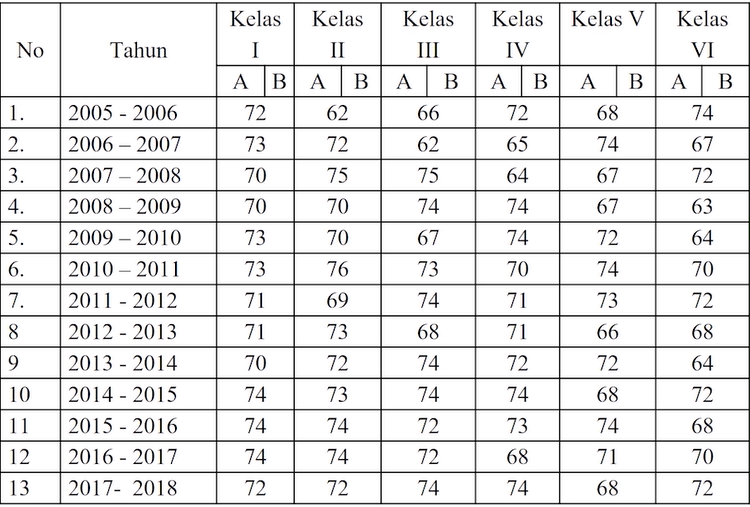 No Tahun Kelas I Kelas II Kelas III Kelas IV Kelas V Kelas VI
A B A B A B A B A B A B
1. 2005 - 2006 72 62 66 72 68 74
2. 2006 – 2007 73 72 62 65 74 67
3. 2007 – 2008 70 75 75 64 67 72
4. 2008 – 2009 70 70 74 74 67 63
5. 2009 – 2010 73 70 67 74 72 64
6. 2010 – 2011 73 76 73 70 74 70
7. 2011 - 2012 71 69 74 71 73 72
8 2012 - 2013 71 73 68 71 66 68
9 2013 - 2014 70 72 74 72 72 64
10 2014 - 2015 74 73 74 74 68 72
11 2015 - 2016 74 74 72 73 74 68
12 2016 - 2017 74 74 72 68 71 70
13 2017- 2018 72 72 74 74 68 72